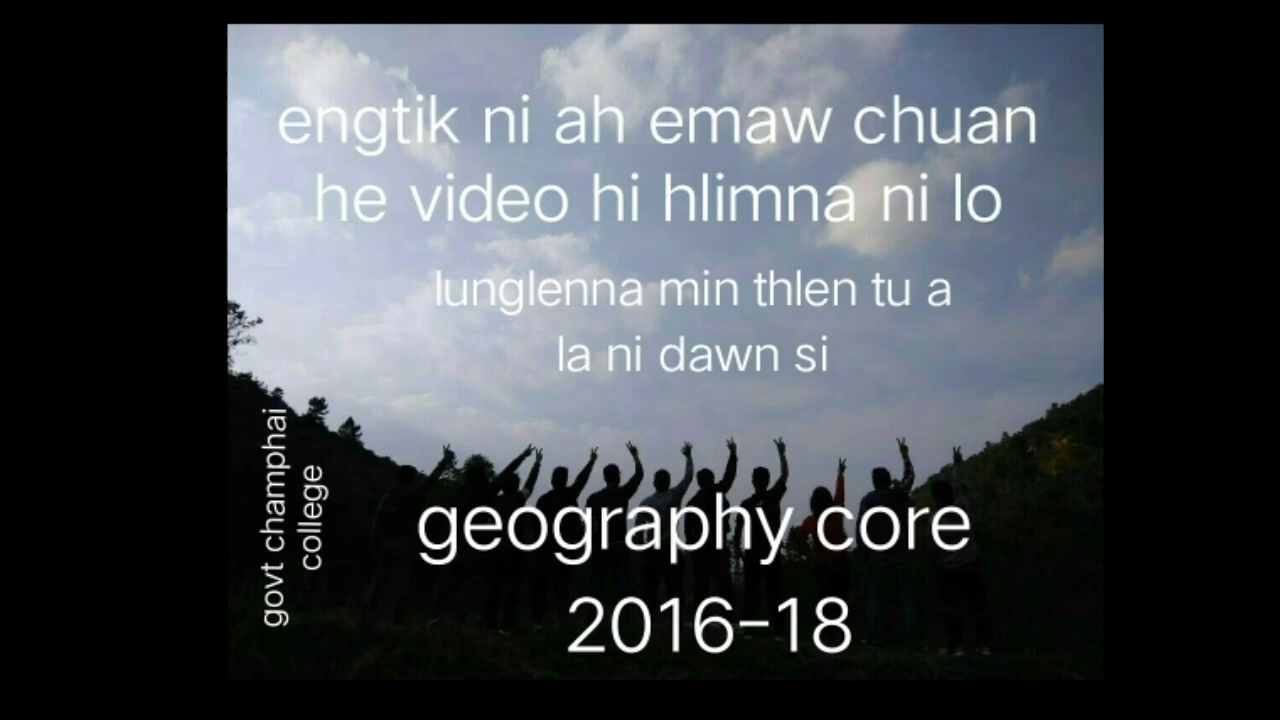 engtik ni ah emaw chuan
he video hi hlimna ni lo
lunglenna min thlen tu a
la ni dawn si
govt champhai
college
geography core
2016-18